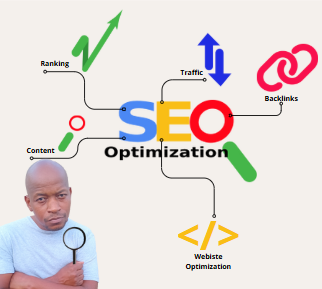 Ranking
Traffic
Backlinks
SEO
Content
Optimization
</>
Webiste
Optimization